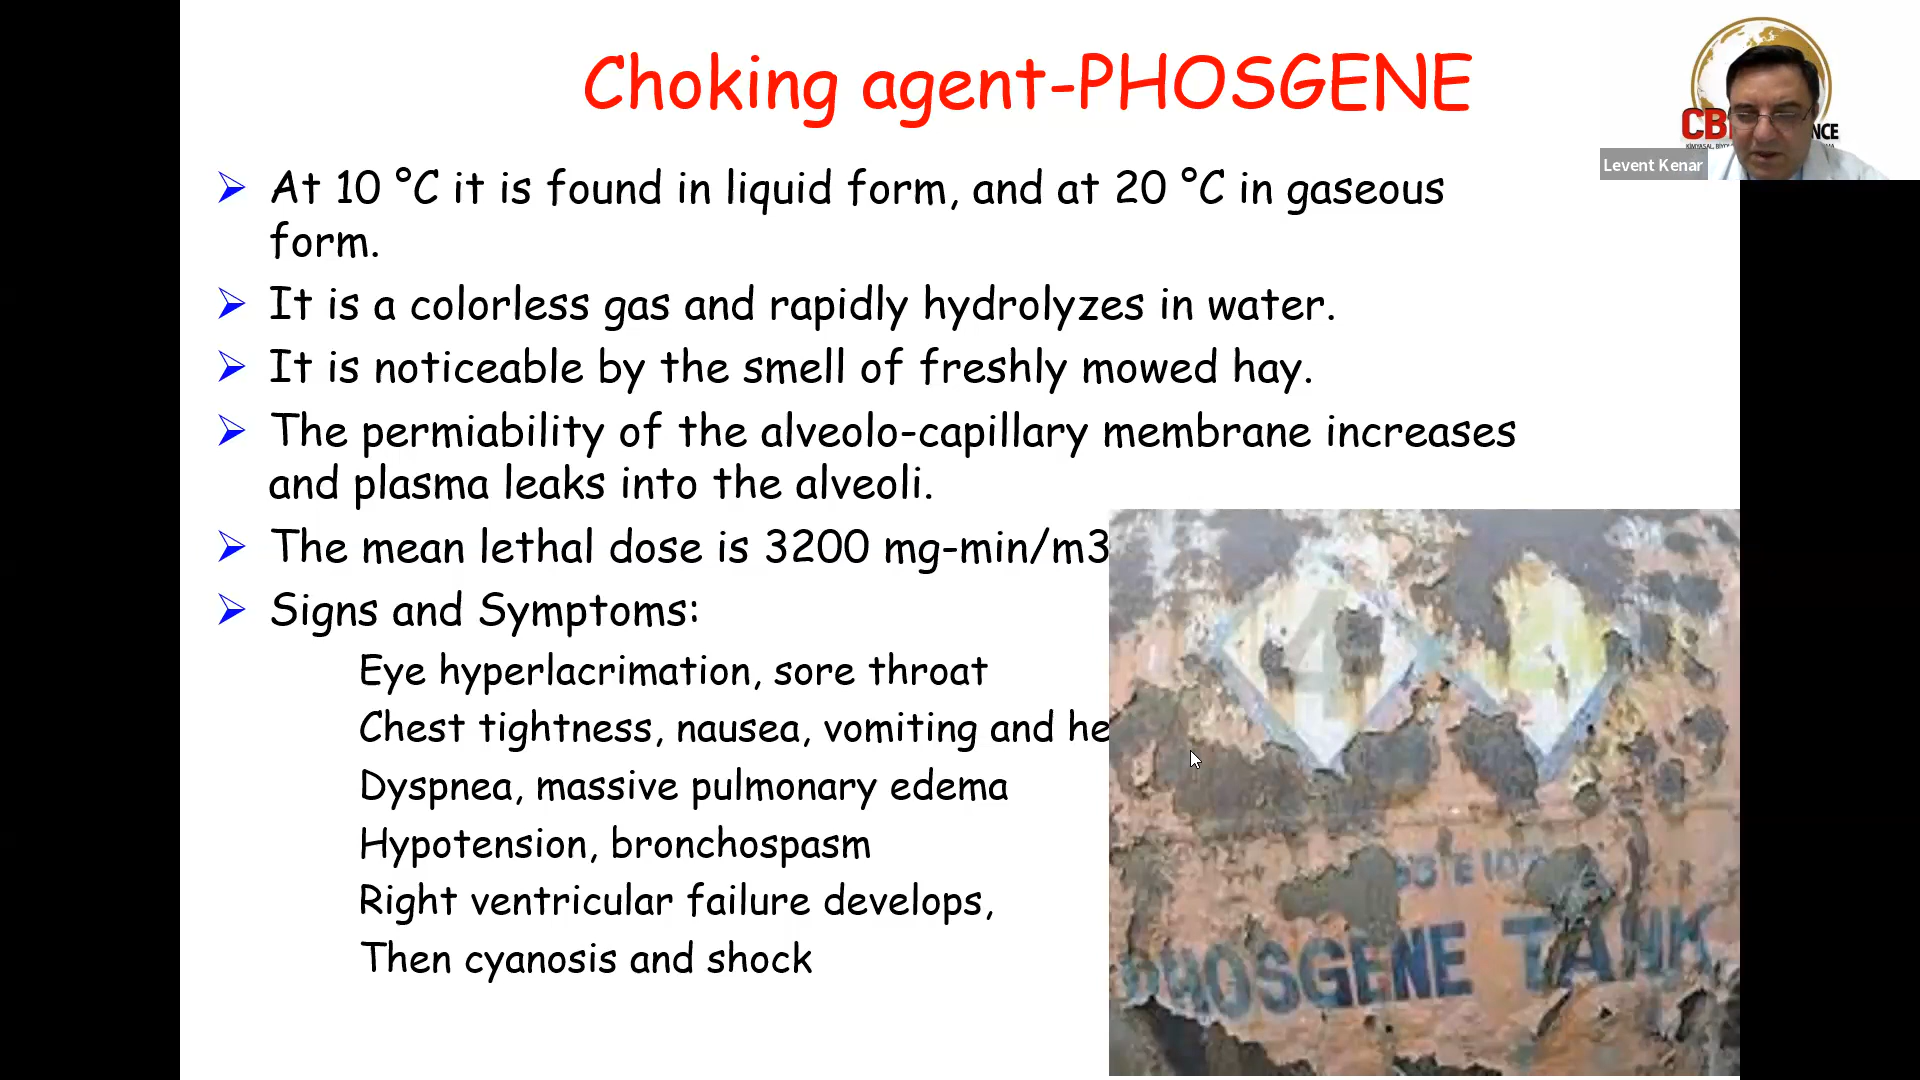 Choking agent-PHOSGENE
Levent Kenar
At 10 °C it is found in liquid form, and at 20 °C in gaseous
form.
It is a colorless gas and rapidly hydrolyzes in water.
It is noticeable by the smell of freshly mowed hay.
The permiability of the alveolo-capillary membrane increases
and plasma leaks into the alveoli.
The mean lethal dose is 3200 mg-min/m3
Signs and Symptoms:
Eye hyperlacrimation, sore throat
Chest tightness, nausea, vomiting and he
Dyspnea, massive pulmonary edema
Hypotension, bronchospasm
Right ventricular failure develops,
Then cyanosis and shock
4
PHOSGENE TANK